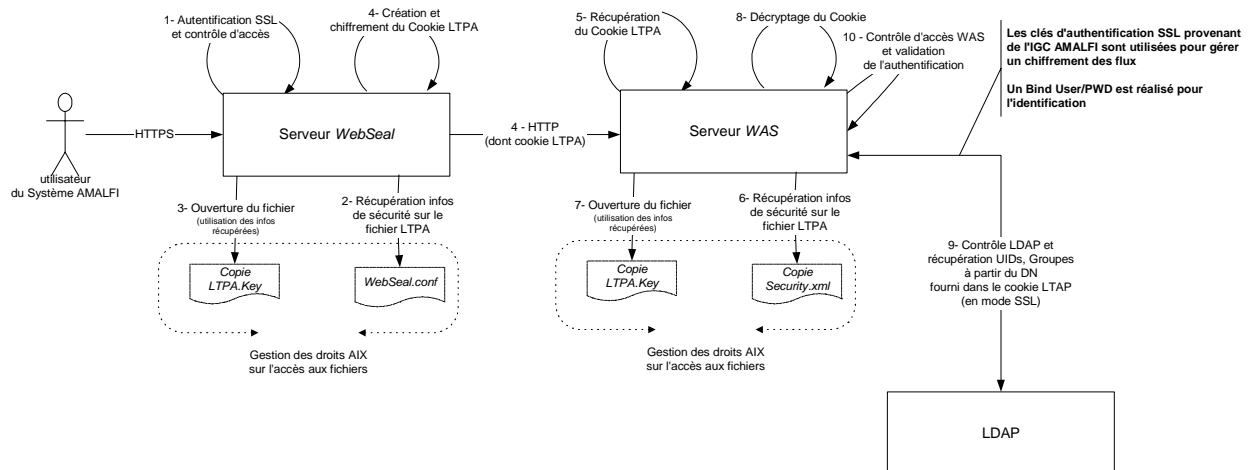 1- Autentification SSL
et contrôle d'accès
4- Création et
chiffrement du Cookie LTPA
5- Récupération
du Cookie LTPA
8- Décryptage du Cookie
10 - Contrôle d'accès WAS
et validation
de l'authentification
Les clés d'authentification SSL provenant
de l'IGC AMALFI sont utilisées pour gérer
un chiffrement des flux
Un Bind User/PWD est réalisé pour
l'identification
utilisateur
du Système AMALFI
HTTPS
Serveur WebSeal
4 - HTTP
(dont cookie LTPA)
Serveur WAS
3- Ouverture du fichier
(utilisation des infos
récupérées)
2- Récupération infos
de sécurité sur le
fichier LTPA
7- Ouverture du fichier
(utilisation des infos
récupérées)
6- Récupération infos
de sécurité sur le
fichier LTPA
Copie
LTPA.Key
WebSeal.conf
Copie
LTPA.Key
Copie
Security.xml
Gestion des droits AIX
sur l'accès aux fichiers
Gestion des droits AIX
sur l'accès aux fichiers
9- Contrôle LDAP et
récupération UIDs, Groupes
à partir du DN
fourni dans le cookie LTAP
(en mode SSL)
LDAP